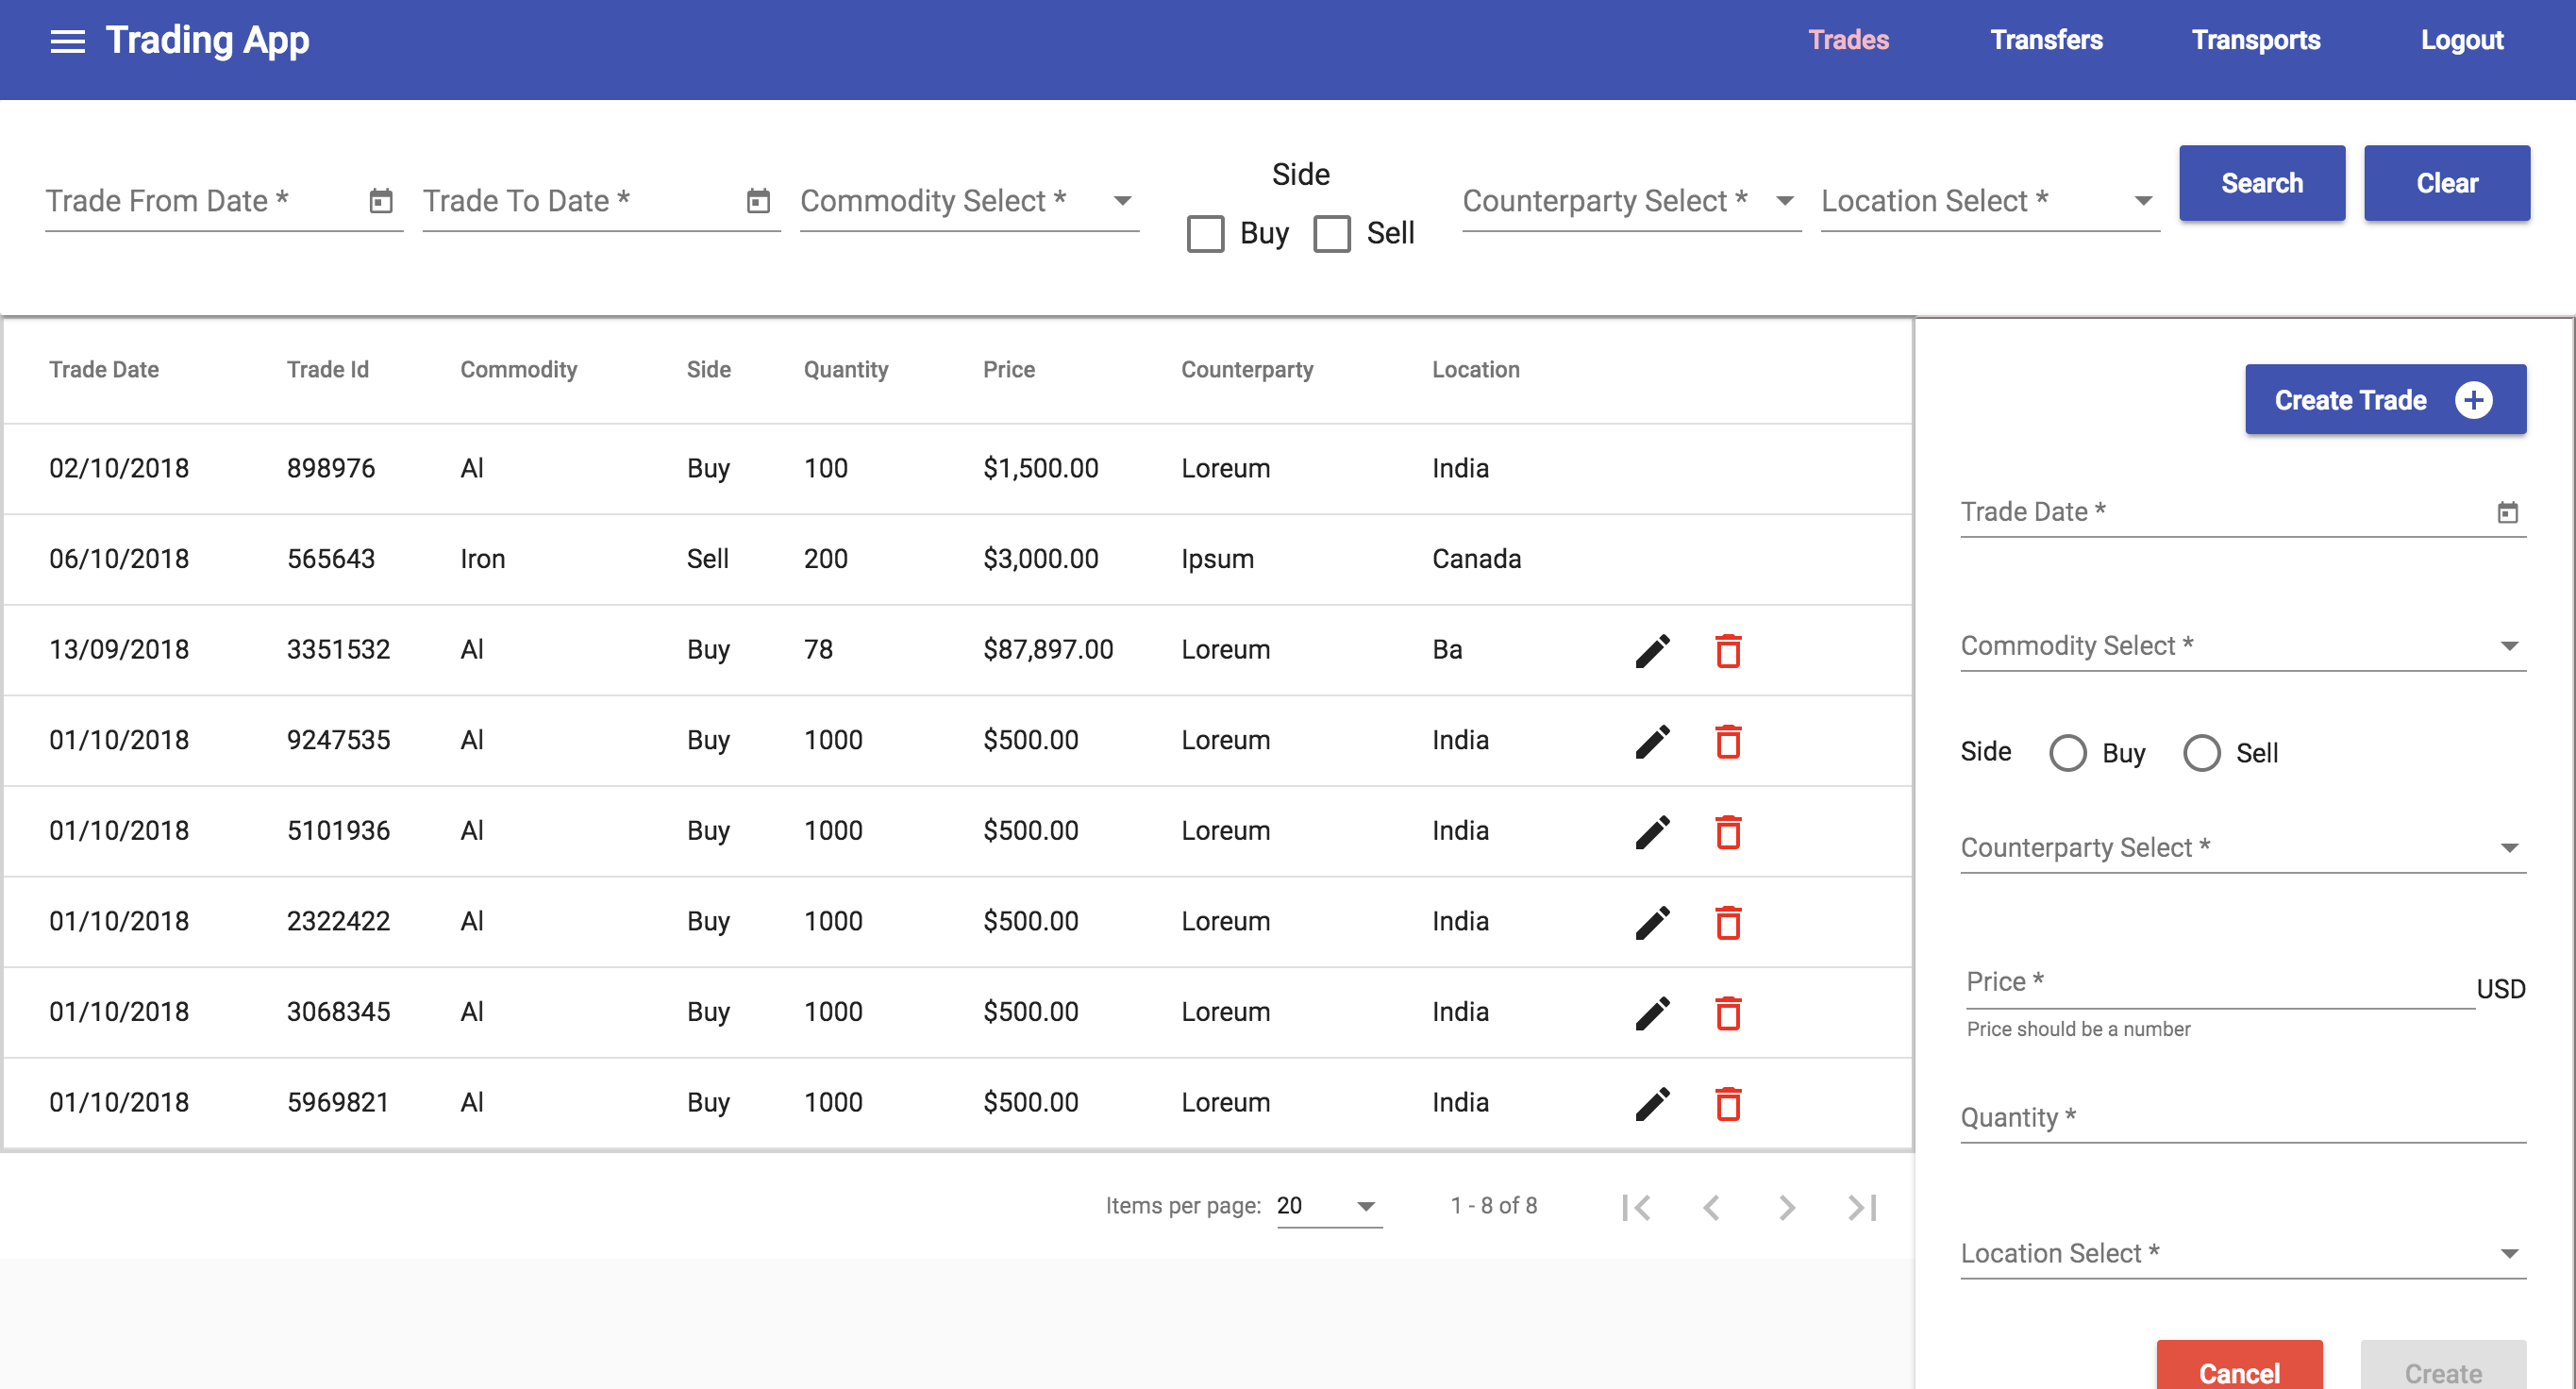 Trading App Trades Transfers Transports Logout
Side
Trade From Date * Trade To Date * Commodity Select * Buy Sell Counterparty Select * Location Select * Search Clear
Trade Date Trade Id Commodity Side Quantity Price Counterparty Location
02/10/2018 898976 Al Buy 100 $1,500.00 Loreum India
06/10/2018 565643 Iron Sell 200 $3,000.00 Ipsum Canada
13/09/2018 3351532 Al Buy 78 $87,897.00 Loreum Ba
01/10/2018 9247535 Al Buy 1000 $500.00 Loreum India
01/10/2018 5101936 Al Buy 1000 $500.00 Loreum India
01/10/2018 2322422 Al Buy 1000 $500.00 Loreum India
01/10/2018 3068345 Al Buy 1000 $500.00 Loreum India
01/10/2018 5969821 Al Buy 1000 $500.00 Loreum India
Items per page: 20 1 - 8 of 8
Create Trade
Trade Date *
Commodity Select *
Side Buy Sell
Counterparty Select *
Price * USD
Price should be a number
Quantity *
Location Select *
Cancel Create